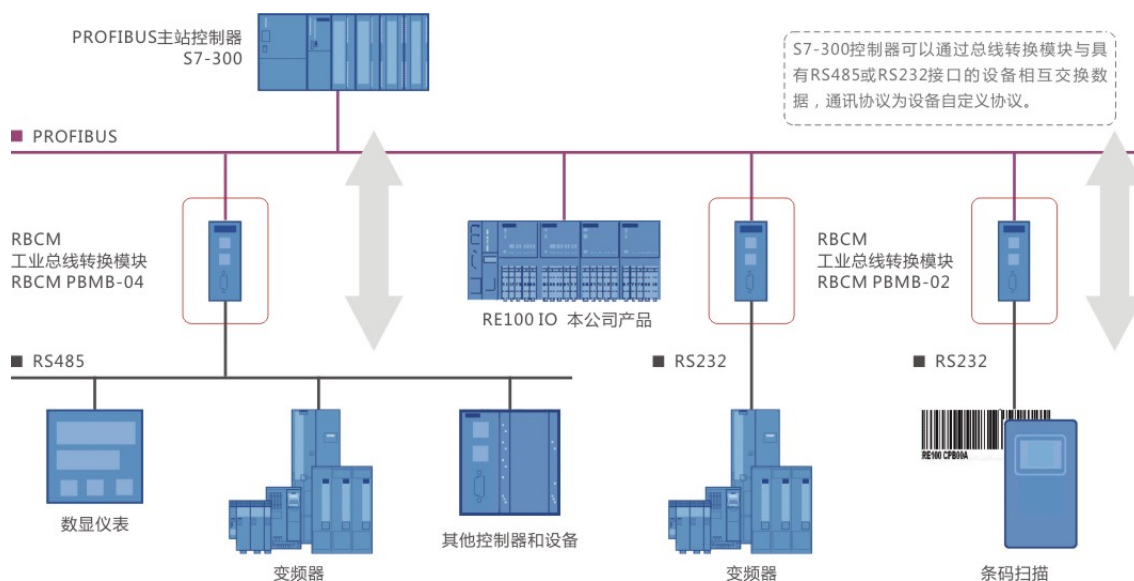 PROFIBUS主站控制器
S7-300
S7-300控制器可以通过总线转换模块与具
有RS485或RS232接口的设备相互交换数
据，通讯协议为设备自定义协议。
PROFIBUS
RBCM
工业总线转换模块
RBCM PBMB-04
RE100 IO 本公司产品
RBCM
工业总线转换模块
RBCM PBMB-02
RS485
RS232
RS232
RE100 CPB00A
数显仪表
变频器
其他控制器和设备
变频器
条码扫描